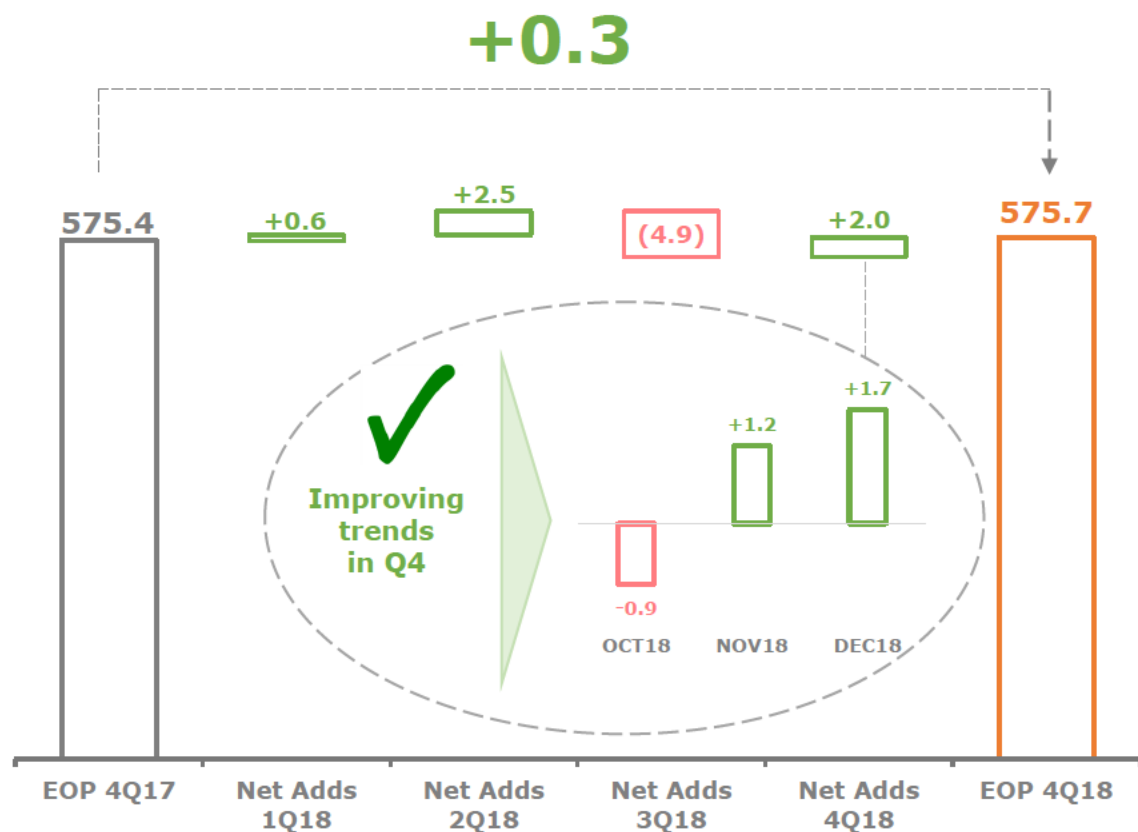 +0.3
575.4
+0.6
+2.5
(4.9)
+2.0
575.7
Improving
trends
in Q4
-0.9
+1.2
+1.7
OCT18
NOV18
DEC18
EOP 4Q17
Net Adds
1Q18
Net Adds
2Q18
Net Adds
3Q18
Net Adds
4Q18
EOP 4Q18